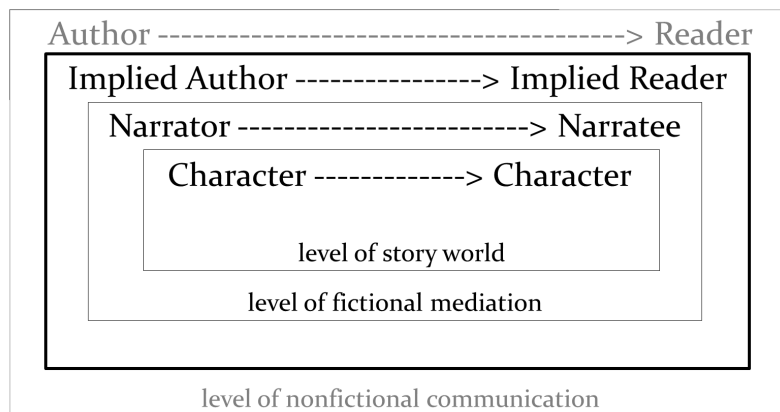 Author ----------------------------------------> Reader
Implied Author ----------------> Implied Reader
Narrator -------------------------> Narratee
Character -------------> Character
level of story world
level of fictional mediation
level of nonfictional communication